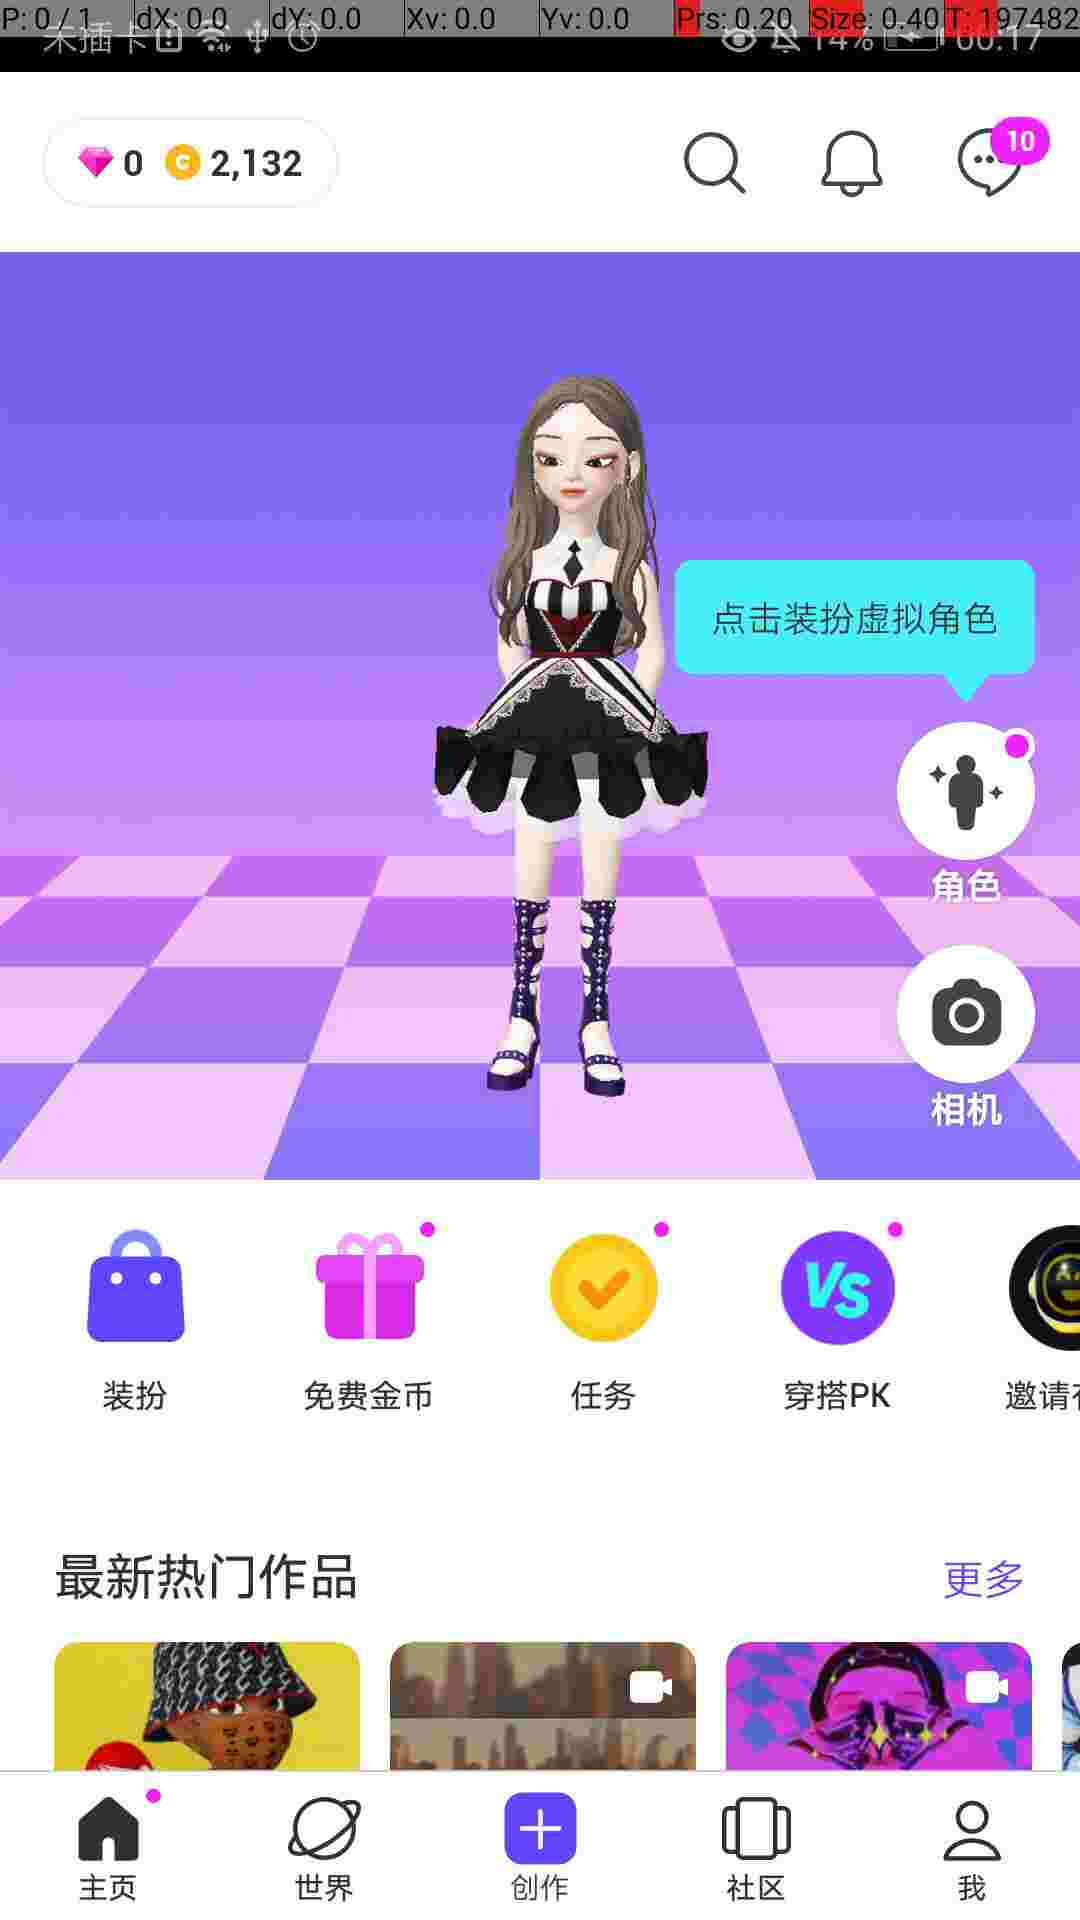 P: 0 / 1 dX: 0.0 dY: 0.0 Xv: 0.0 Yv: 0.0 Prs: 0.20 Size: 0.40 T: 197482
未插卡 14% 00:17
0 2,132
10
点击装扮虚拟角色
角色
相机
VS
装扮 免费金币 任务 穿搭PK 邀请
最新热门作品 更多
主页 世界 创作 社区 我